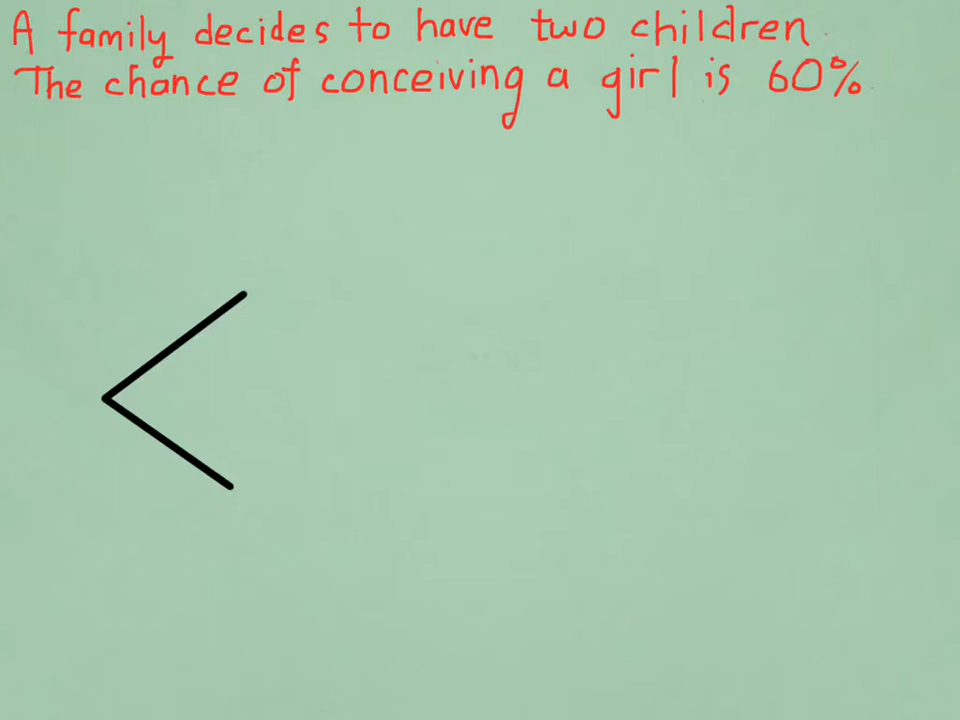 A family decides to have two children.
The chance of conceiving a girl is 60%